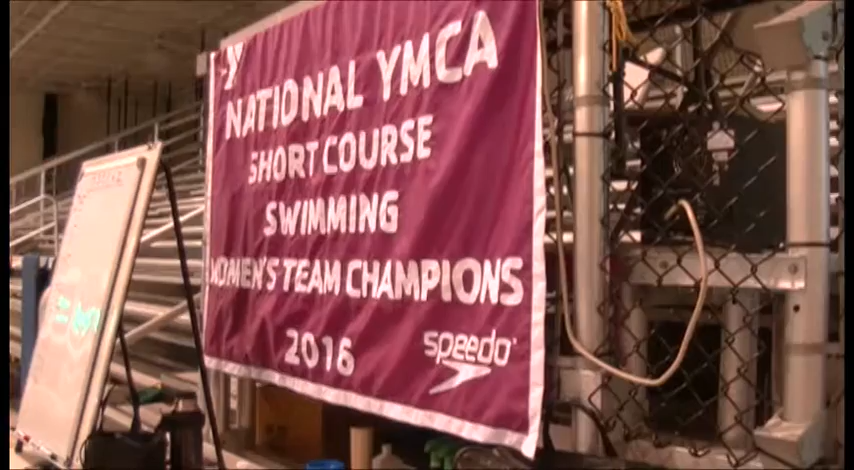 Y
NATIONAL YMCA
SHORT COURSE
SWIMMING
WOMEN'S TEAM CHAMPIONS
2016
speedo